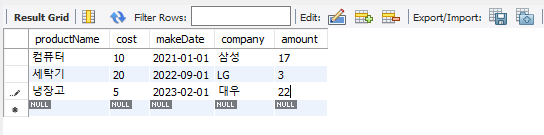 Result Grid Filter Rows: Edit: Export/Import:
productName cost makeDate company amount
컴퓨터 10 2021-01-01 삼성 17
세탁기 20 2022-09-01 LG 3
냉장고 5 2023-02-01 대우 22
NULL NULL NULL NULL NULL